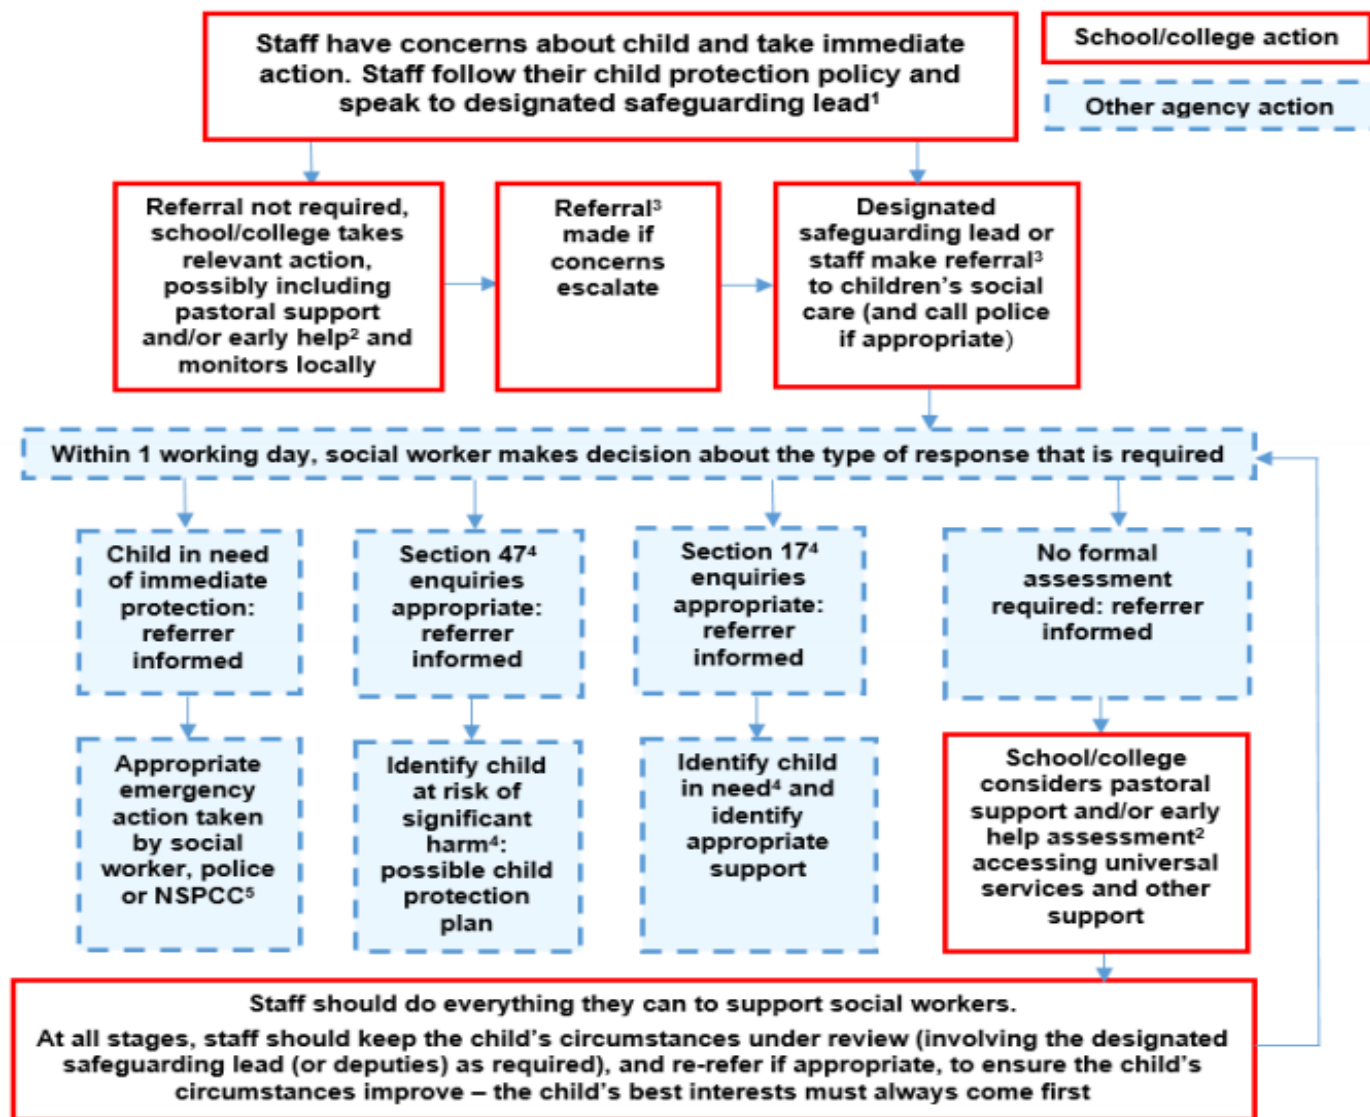 Staff have concerns about child and take immediate
action. Staff follow their child protection policy and
speak to designated safeguarding lead¹
School/college action
Other agency action
Referral not required,
school/college takes
relevant action,
possibly including
pastoral support
and/or early help² and
monitors locally
Referral³
made if
concerns
escalate
Designated
safeguarding lead or
staff make referral³
to children’s social
care (and call police
if appropriate)
Within 1 working day, social worker makes decision about the type of response that is required
Child in need
of immediate
protection:
referrer
informed
Section 47⁴
enquiries
appropriate:
referrer
informed
Section 17⁴
enquiries
appropriate:
referrer
informed
No formal
assessment
required: referrer
informed
Appropriate
emergency
action taken
by social
worker, police
or NSPCC⁵
Identify child
at risk of
significant
harm⁴:
possible child
protection
plan
Identify child
in need⁴ and
identify
appropriate
support
School/college
considers pastoral
support and/or early
help assessment²
accessing universal
services and other
support
Staff should do everything they can to support social workers.
At all stages, staff should keep the child’s circumstances under review (involving the designated
safeguarding lead (or deputies) as required), and re-refer if appropriate, to ensure the child’s
circumstances improve – the child’s best interests must always come first